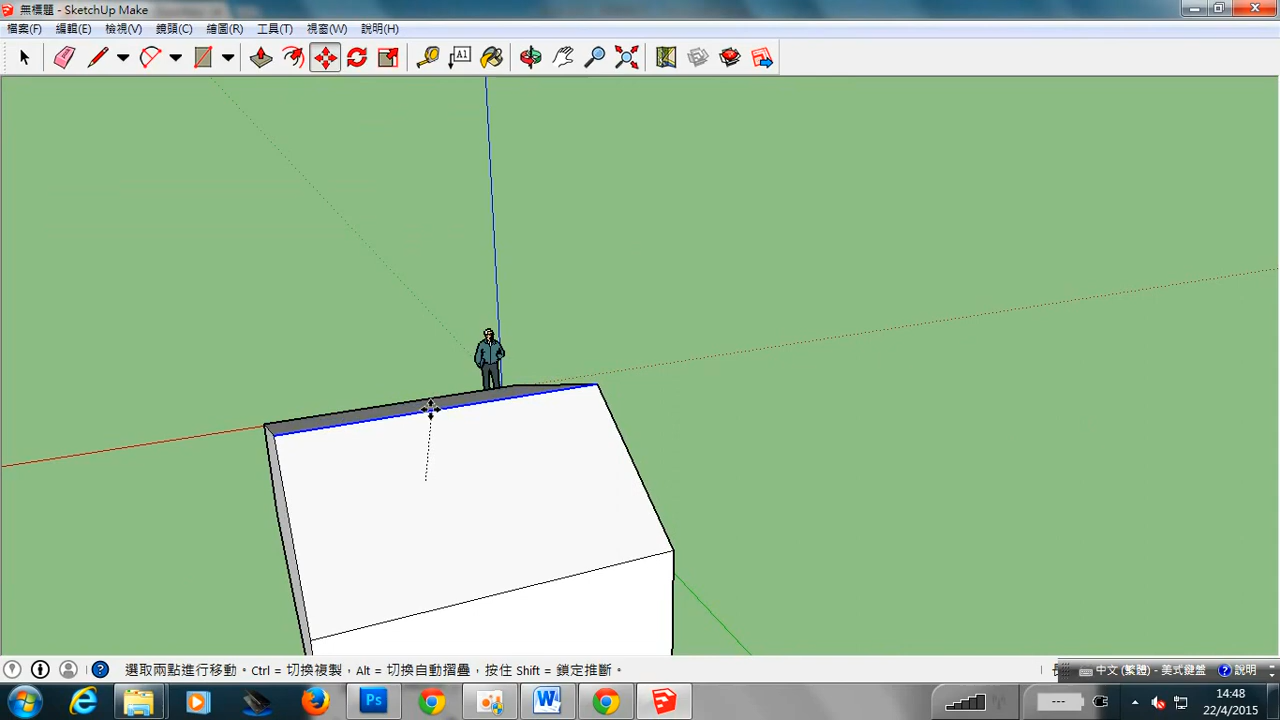 無標題 - SketchUp Make
檔案(F) 編輯(E) 檢視(V) 鏡頭(C) 繪圖(R) 工具(T) 視窗(W) 說明(H)
A1
選取兩點進行移動。Ctrl = 切換複製，Alt = 切換自動摺疊，按住 Shift = 鎖定推斷。
中文 (繁體) - 美式鍵盤 說明
Ps
14:48
22/4/2015